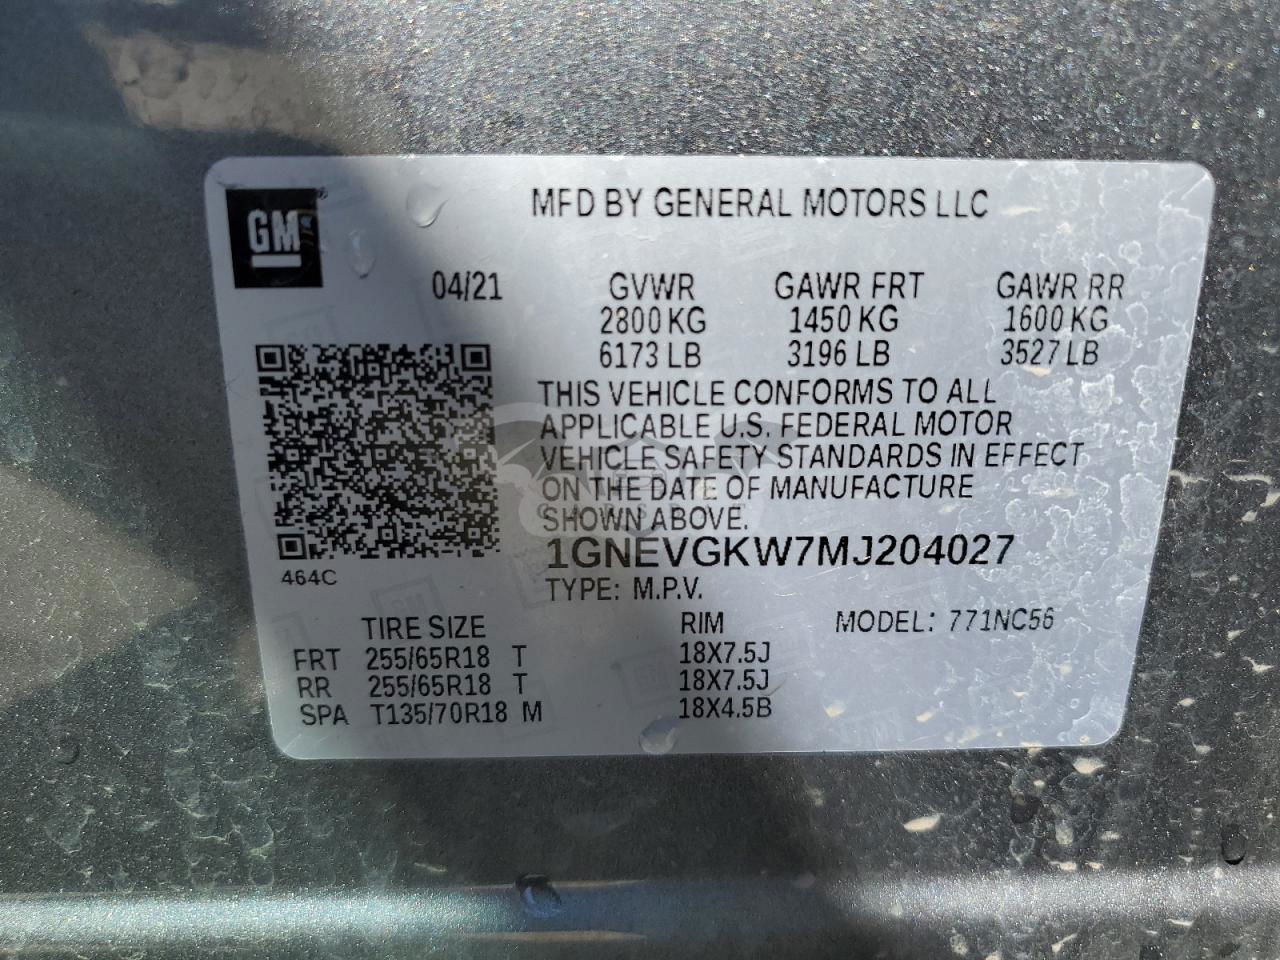 GM®
MFD BY GENERAL MOTORS LLC
04/21 GVWR GAWR FRT GAWR RR
2800 KG 1450 KG 1600 KG
6173 LB 3196 LB 3527 LB
THIS VEHICLE CONFORMS TO ALL
APPLICABLE U.S. FEDERAL MOTOR
VEHICLE SAFETY STANDARDS IN EFFECT
ON THE DATE OF MANUFACTURE
SHOWN ABOVE.
1GNEVGKW7MJ204027
464C
TYPE: M.P.V.
TIRE SIZE RIM MODEL: 771NC56
FRT 255/65R18 T 18X7.5J
RR 255/65R18 T 18X7.5J
SPA T135/70R18 M 18X4.5B